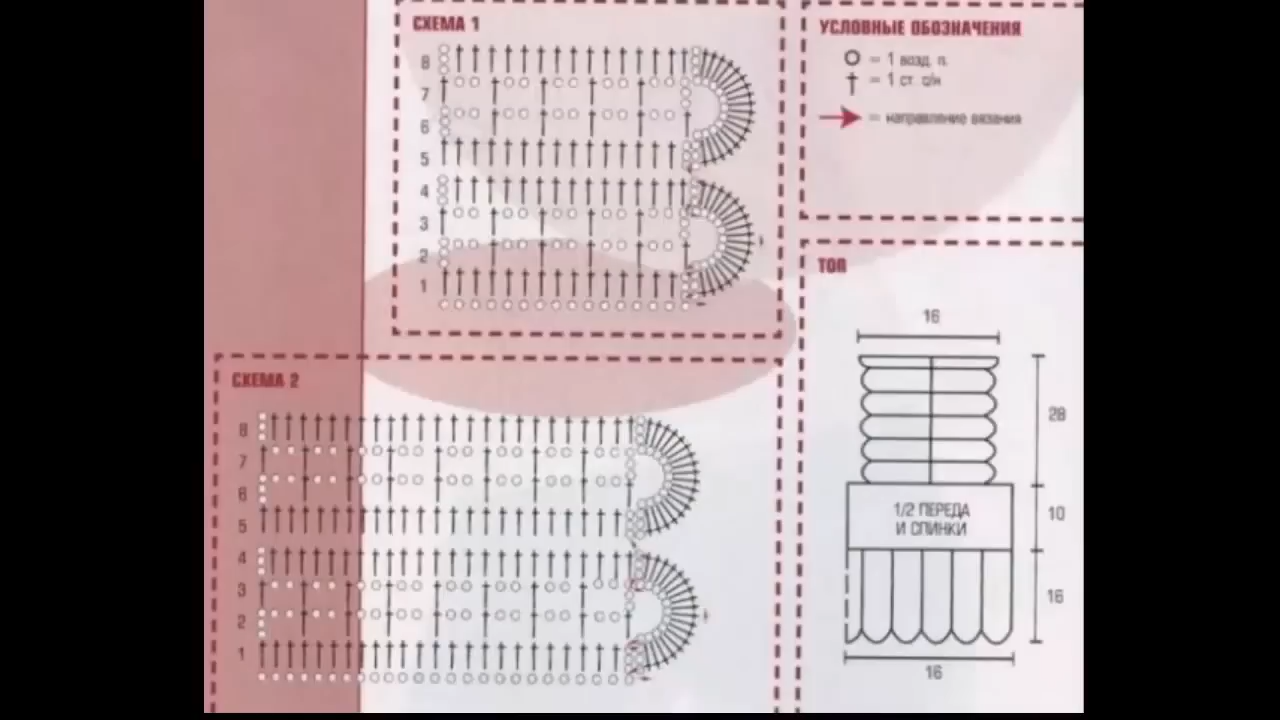 СХЕМА 1
8
7
6
5
4
3
2
1
УСЛОВНЫЕ ОБОЗНАЧЕНИЯ
= 1 возд. п.
= 1 ст. с/н
= направление вязания
СХЕМА 2
8
7
6
5
4
3
2
1
ТОП
16
28
1/2 ПЕРЕДА
И СПИНКИ
10
16
16